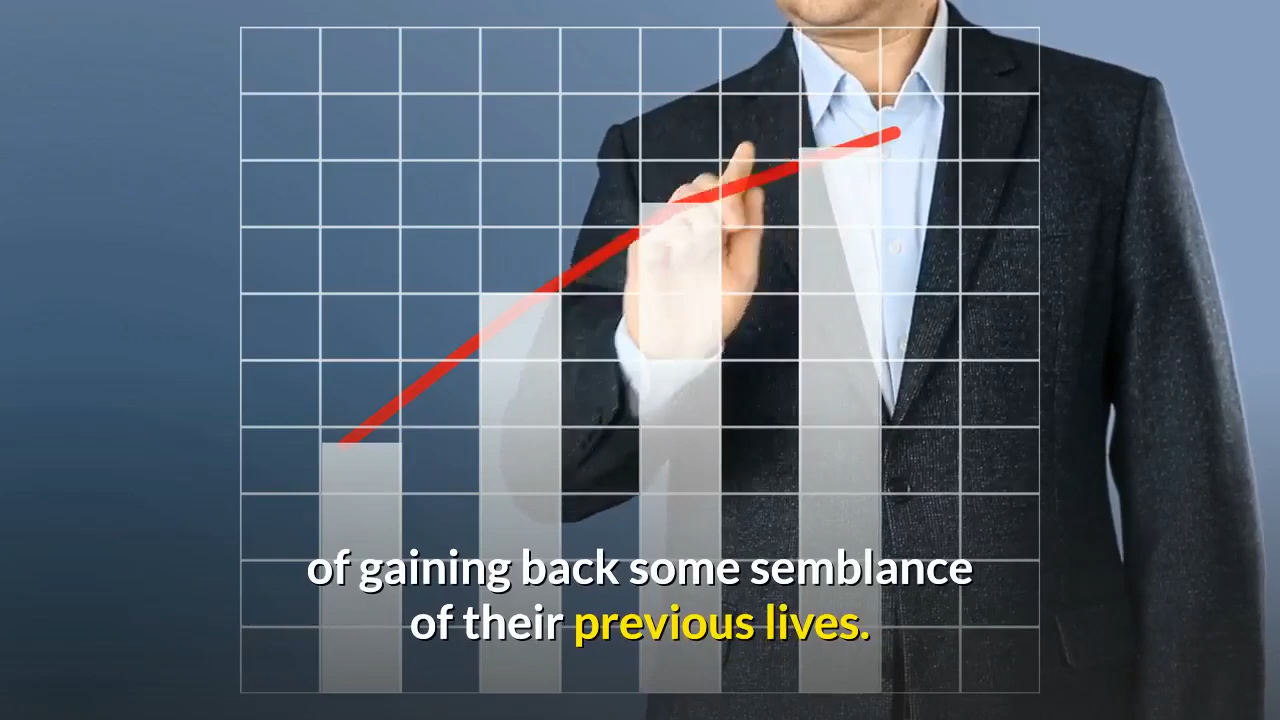 of gaining back some semblance
of their previous lives.